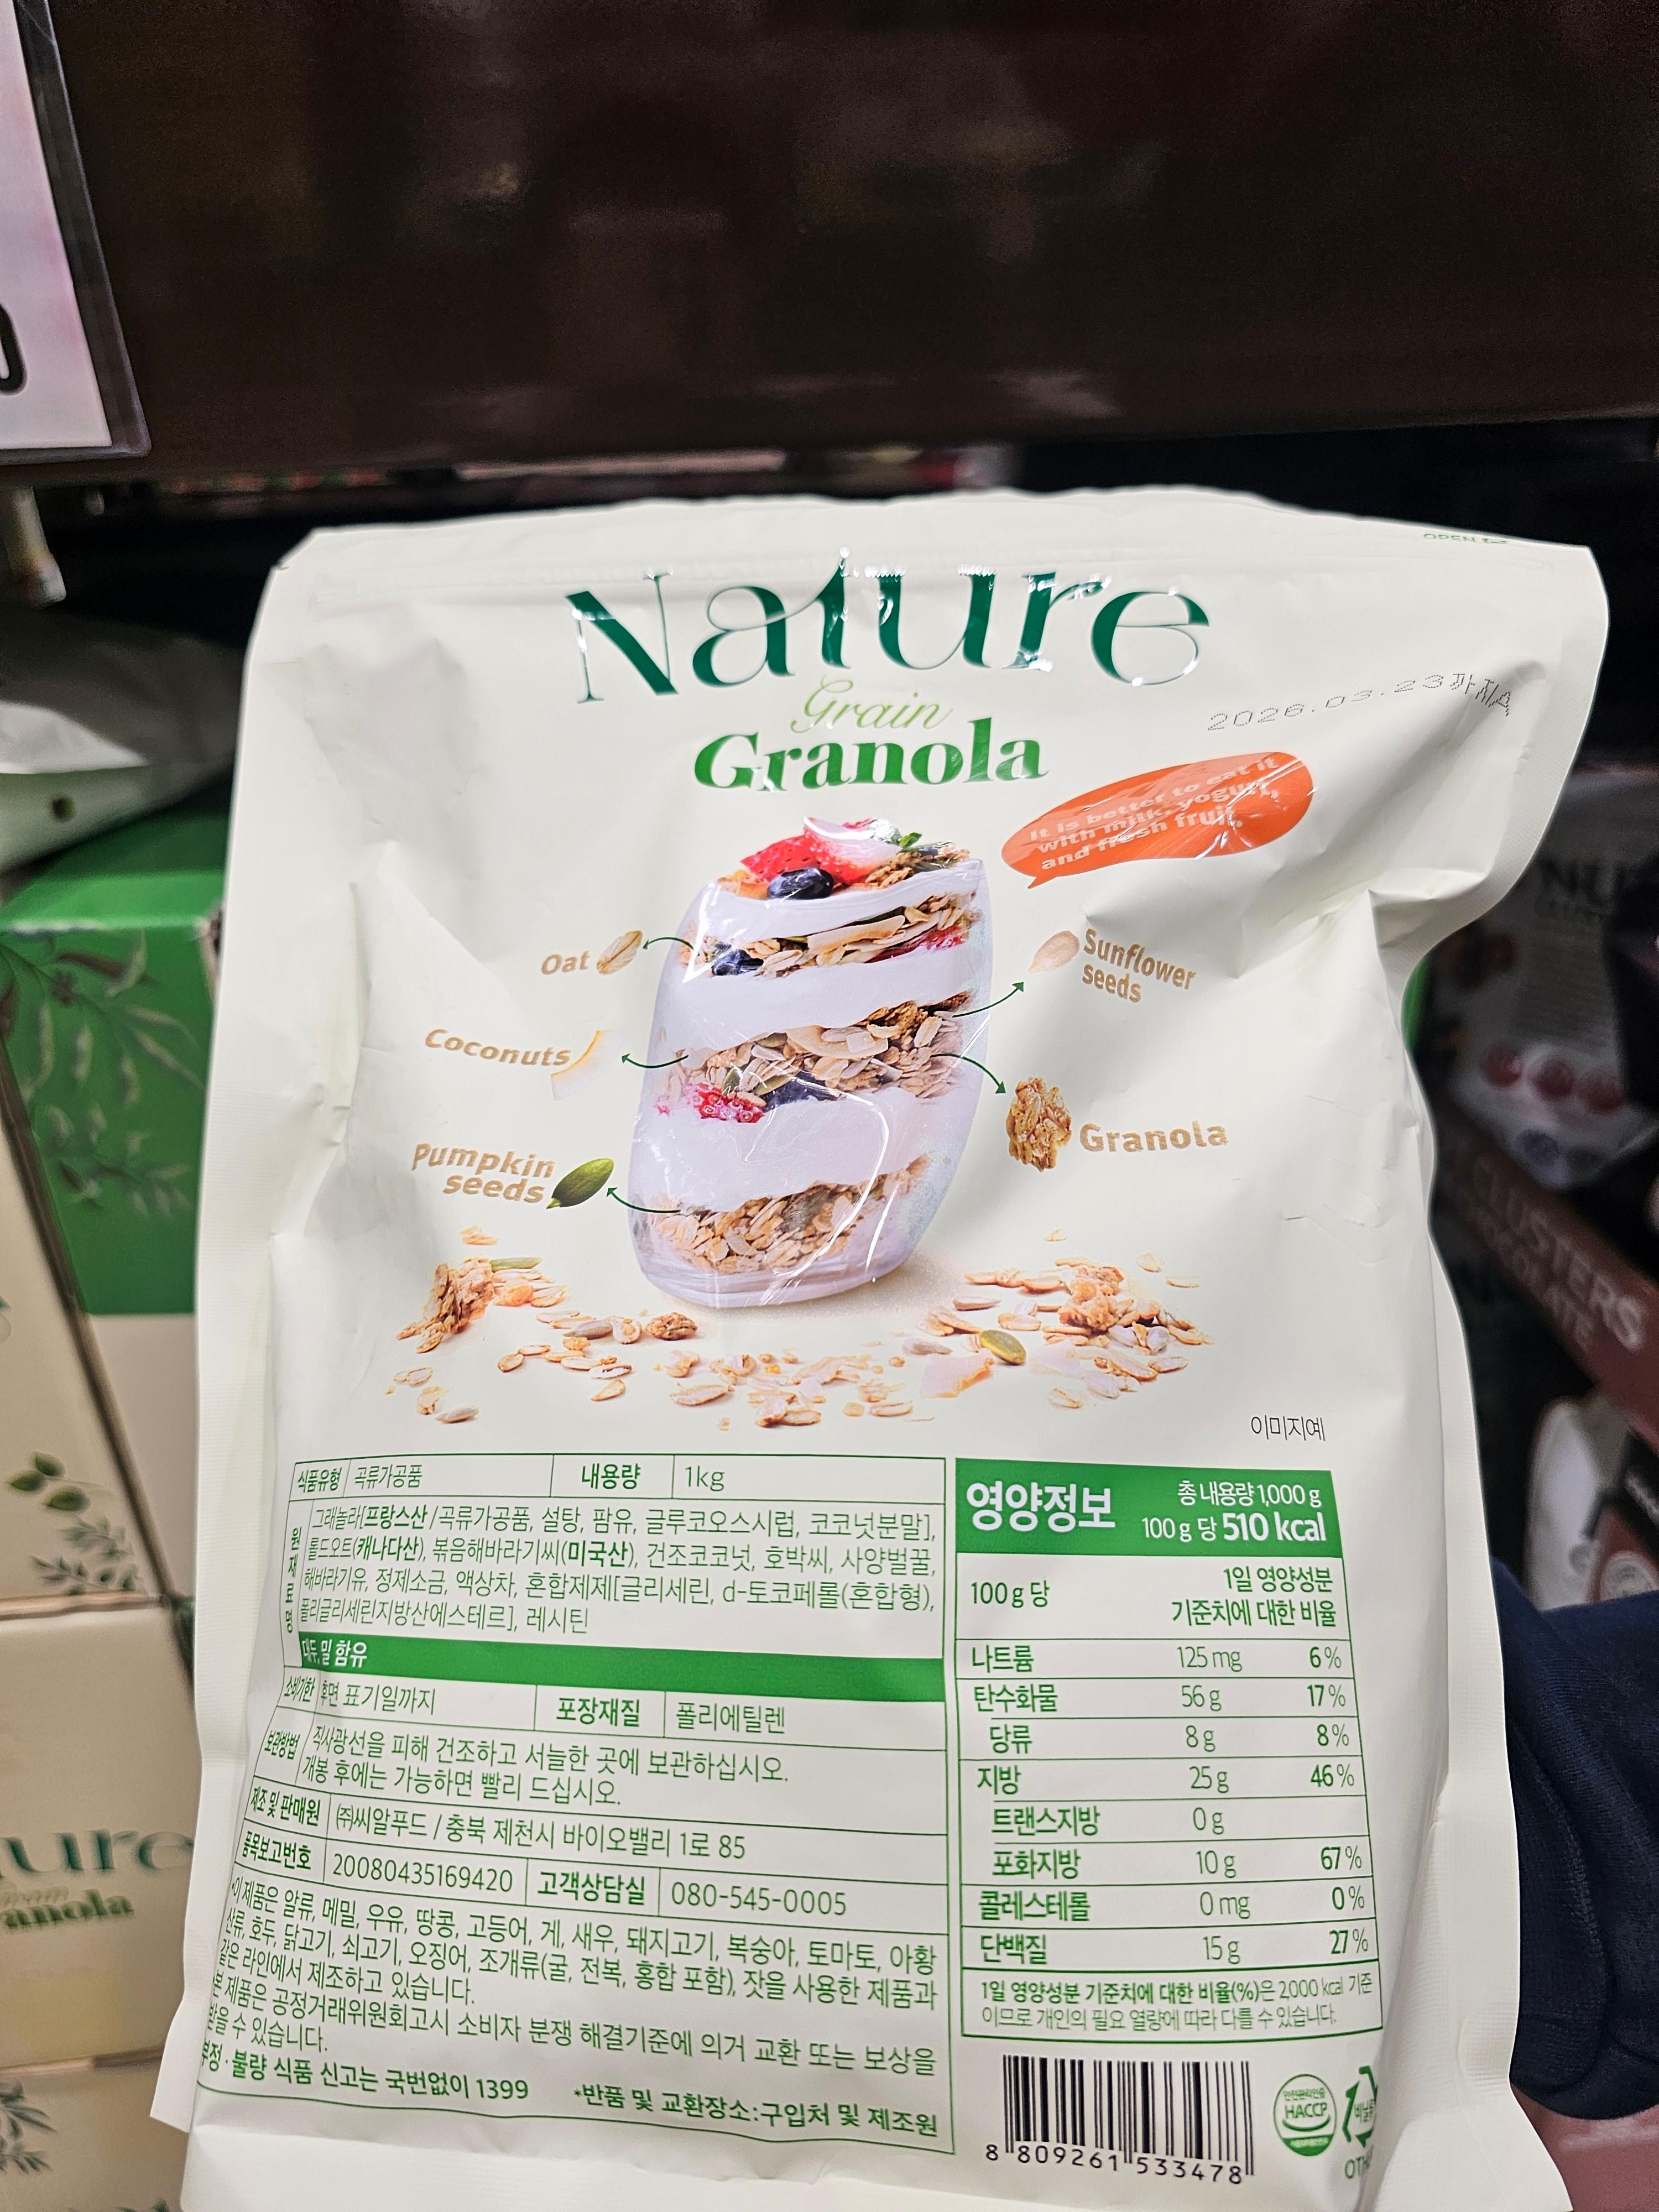 OPEN
Nature
Grain
Granola
2026.03.23까지A
It is better to eat it
with milk, yogurt,
and fresh fruit.
Oat
Sunflower
seeds
Coconuts
Granola
Pumpkin
seeds
이미지예
식품유형 곡류가공품 내용량 1kg
원재료명
그래놀라[프랑스산/곡류가공품, 설탕, 팜유, 글루코오스시럽, 코코넛분말],
롤드오트(캐나다산), 볶음해바라기씨(미국산), 건조코코넛, 호박씨, 사양벌꿀,
해바라기유, 정제소금, 액상차, 혼합제제[글리세린, d-토코페롤(혼합형),
폴리글리세린지방산에스테르], 레시틴
대두, 밀 함유
소비기한 후면 표기일까지 포장재질 폴리에틸렌
보관방법 직사광선을 피해 건조하고 서늘한 곳에 보관하십시오.
개봉 후에는 가능하면 빨리 드십시오.
제조 및 판매원 ㈜씨알푸드 / 충북 제천시 바이오밸리 1로 85
품목보고번호 20080435169420 고객상담실 080-545-0005
*이 제품은 알류, 메밀, 우유, 땅콩, 고등어, 게, 새우, 돼지고기, 복숭아, 토마토, 아황
산류, 호두, 닭고기, 쇠고기, 오징어, 조개류(굴, 전복, 홍합 포함), 잣을 사용한 제품과
같은 라인에서 제조하고 있습니다.
본 제품은 공정거래위원회고시 소비자 분쟁 해결기준에 의거 교환 또는 보상을
받을 수 있습니다.
부정·불량 식품 신고는 국번없이 1399 *반품 및 교환장소:구입처 및 제조원
영양정보
총 내용량 1,000 g
100 g 당 510 kcal
100 g 당
1일 영양성분
기준치에 대한 비율
나트륨 125 mg 6 %
탄수화물 56 g 17 %
당류 8 g 8 %
지방 25 g 46 %
트랜스지방 0 g
포화지방 10 g 67 %
콜레스테롤 0 mg 0 %
단백질 15 g 27 %
1일 영양성분 기준치에 대한 비율(%)은 2,000 kcal 기준
이므로 개인의 필요 열량에 따라 다를 수 있습니다.
8 809261 533478
HACCP
비닐류
CLUSTERS
ure
anola